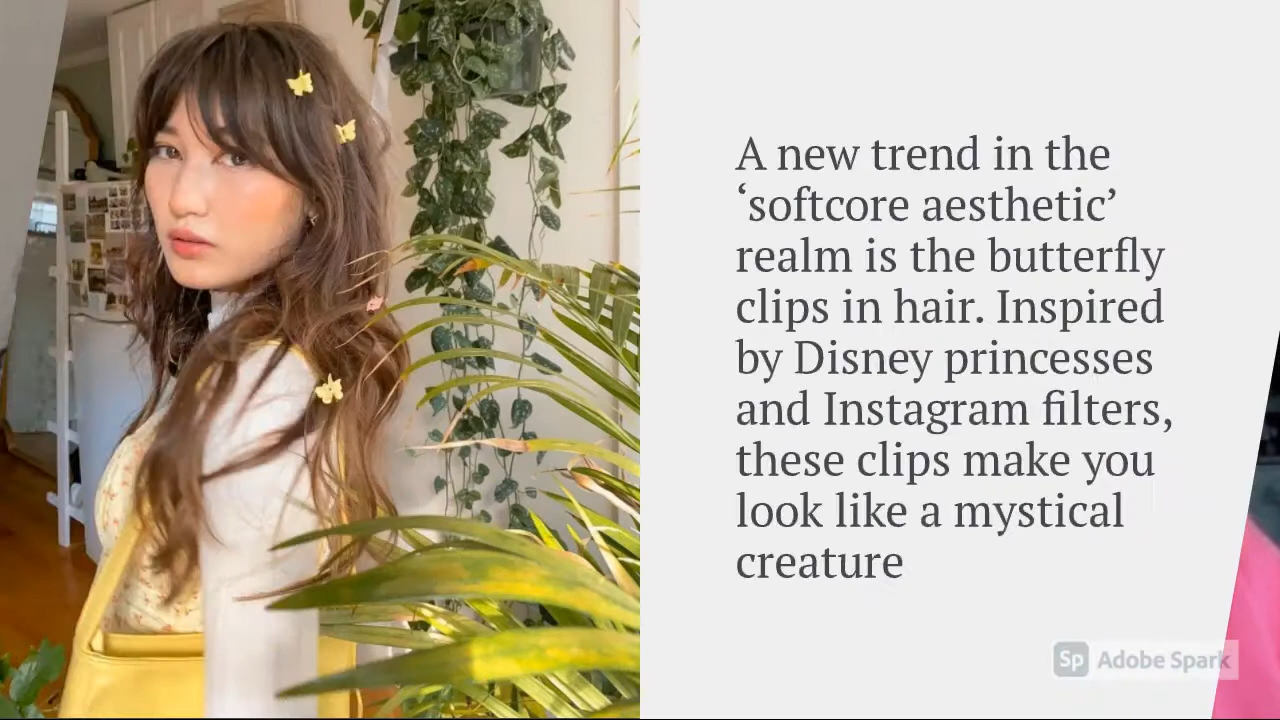 A new trend in the
‘softcore aesthetic’
realm is the butterfly
clips in hair. Inspired
by Disney princesses
and Instagram filters,
these clips make you
look like a mystical
creature
Sp Adobe Spark